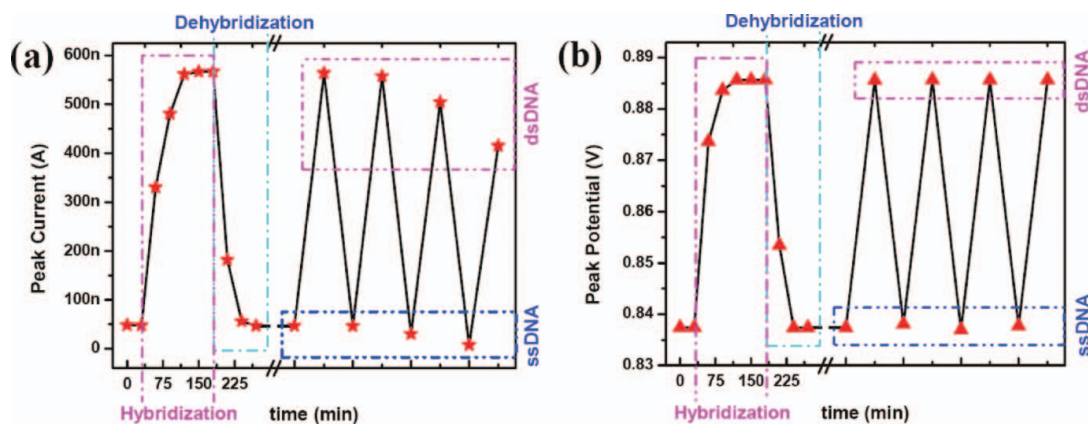 Dehybridization
(a)
600n
500n
400n
300n
200n
100n
0
Peak Current (A)
dsDNA
ssDNA
0 75 150 225
Hybridization time (min)
Dehybridization
(b)
0.89
0.88
0.87
0.86
0.85
0.84
0.83
Peak Potential (V)
dsDNA
ssDNA
0 75 150 225
Hybridization time (min)